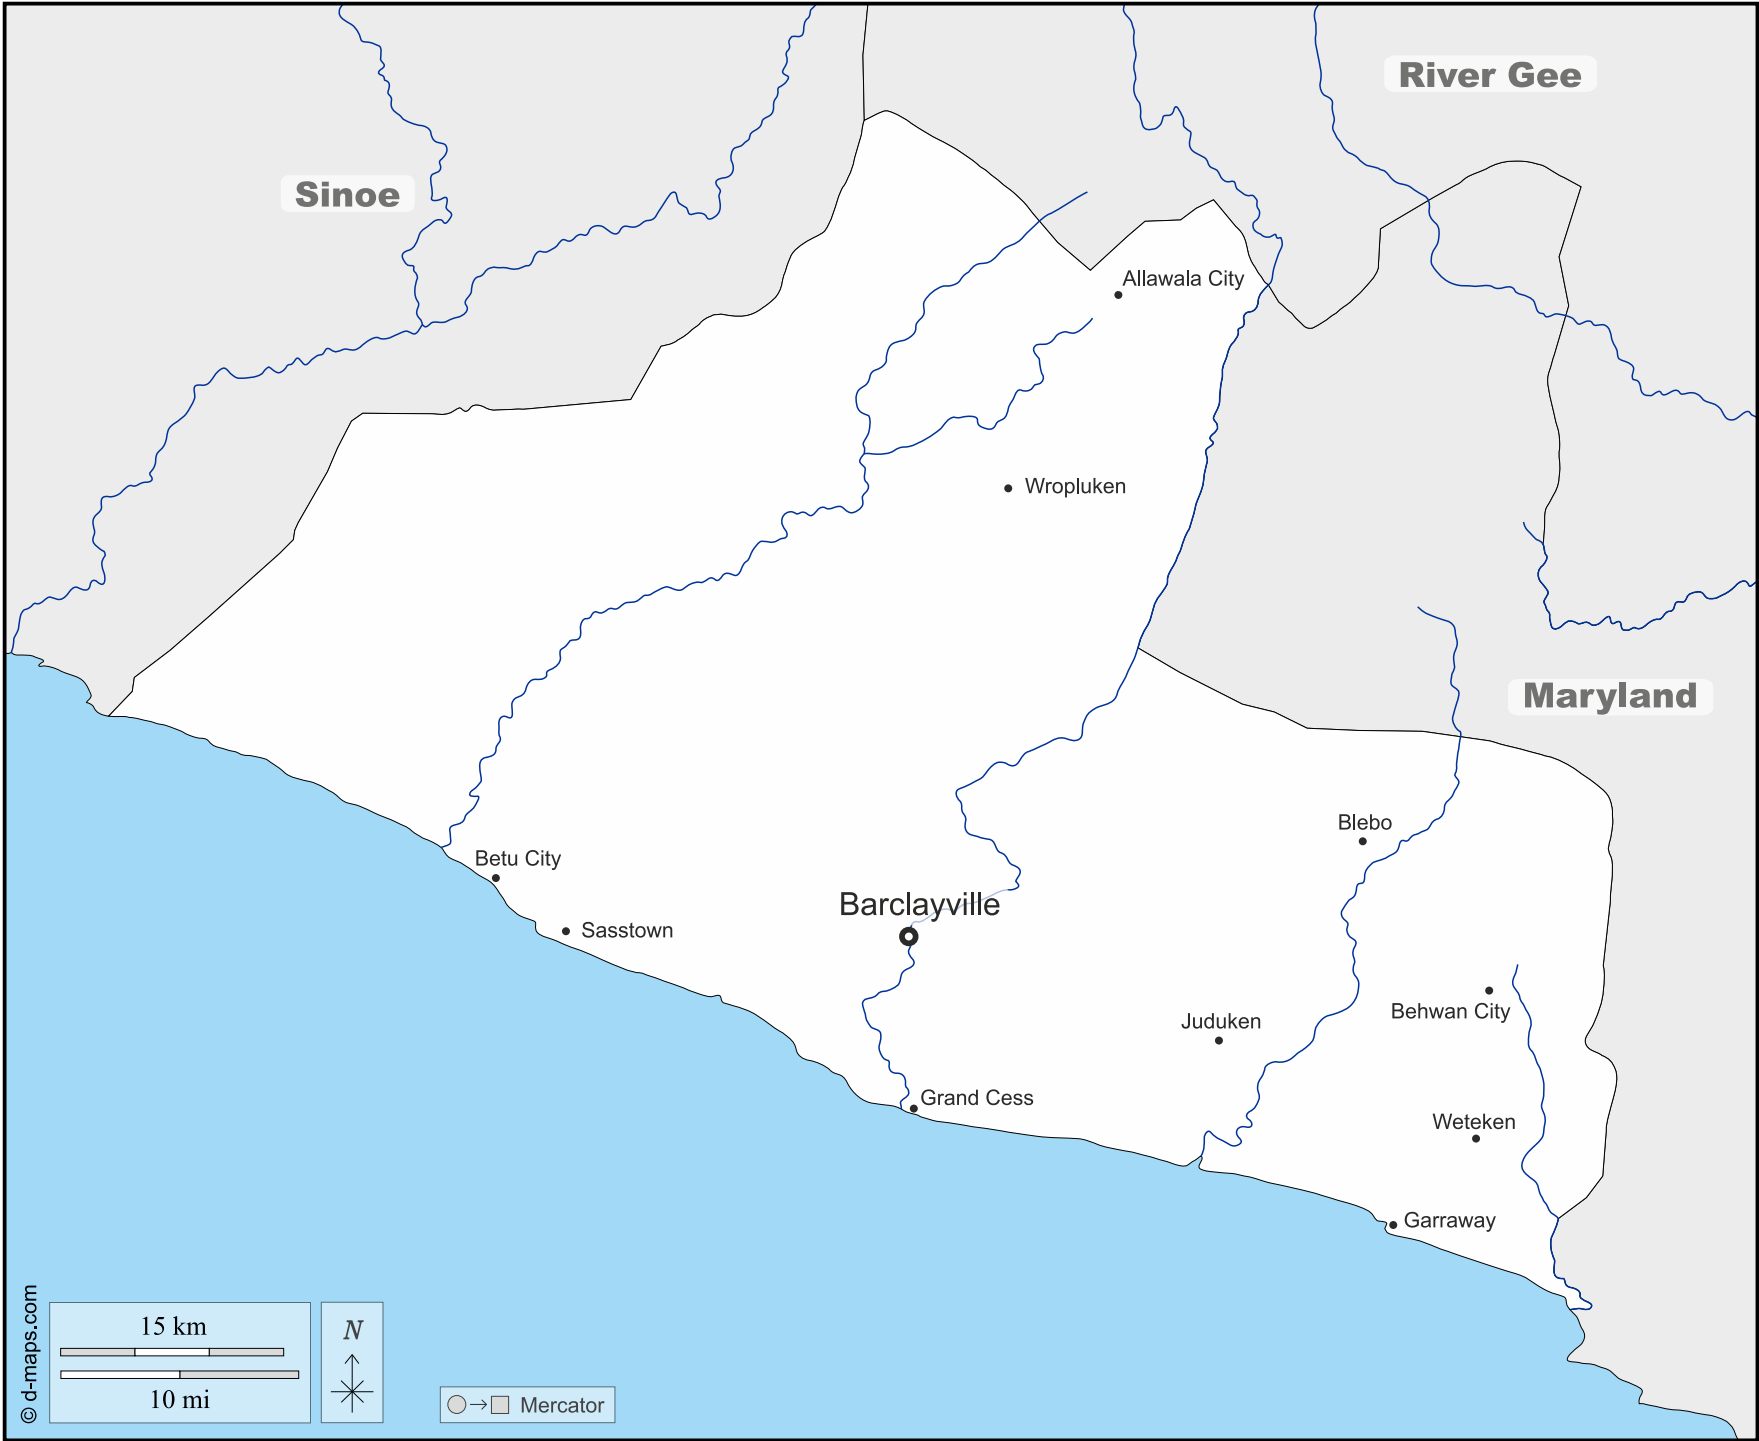 River Gee
Sinoe
Allawala City
Wropluken
Maryland
Blebo
Betu City
Barclayville
Sasstown
Behwan City
Juduken
Grand Cess
Weteken
Garraway
© d-maps.com
15 km
10 mi
N
Mercator